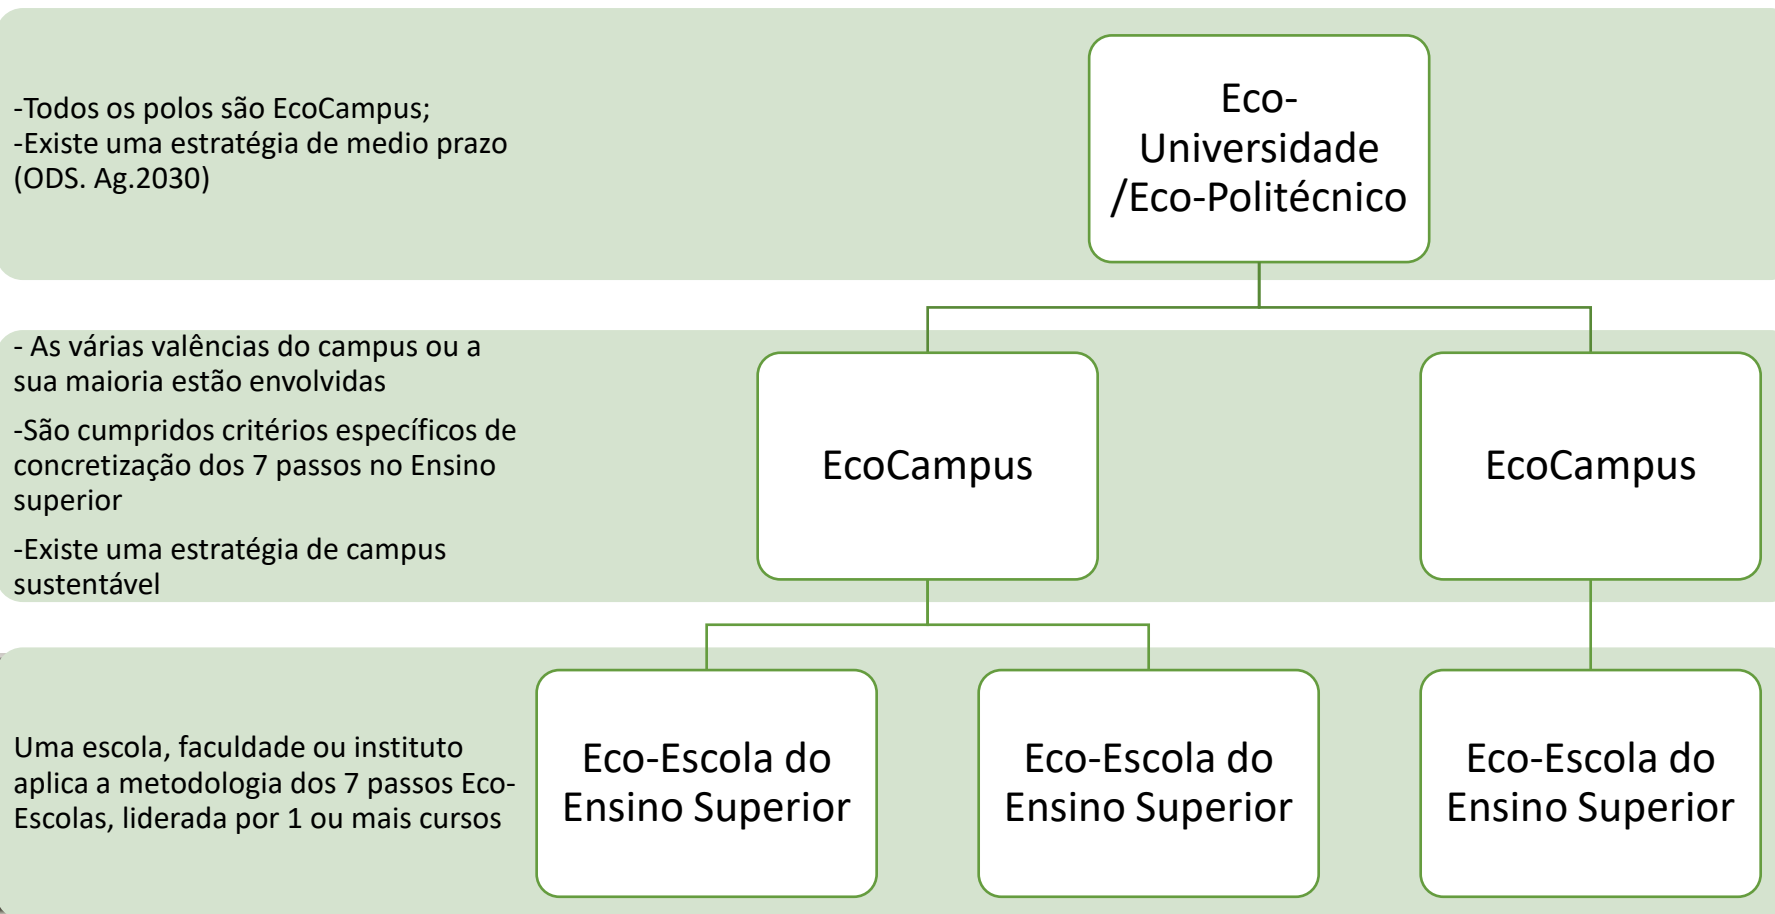 -Todos os polos são EcoCampus;
-Existe uma estratégia de medio prazo
(ODS. Ag.2030)
Eco-
Universidade
/Eco-Politécnico
- As várias valências do campus ou a
sua maioria estão envolvidas
-São cumpridos critérios específicos de
concretização dos 7 passos no Ensino
superior
-Existe uma estratégia de campus
sustentável
EcoCampus
EcoCampus
Uma escola, faculdade ou instituto
aplica a metodologia dos 7 passos Eco-
Escolas, liderada por 1 ou mais cursos
Eco-Escola do
Ensino Superior
Eco-Escola do
Ensino Superior
Eco-Escola do
Ensino Superior